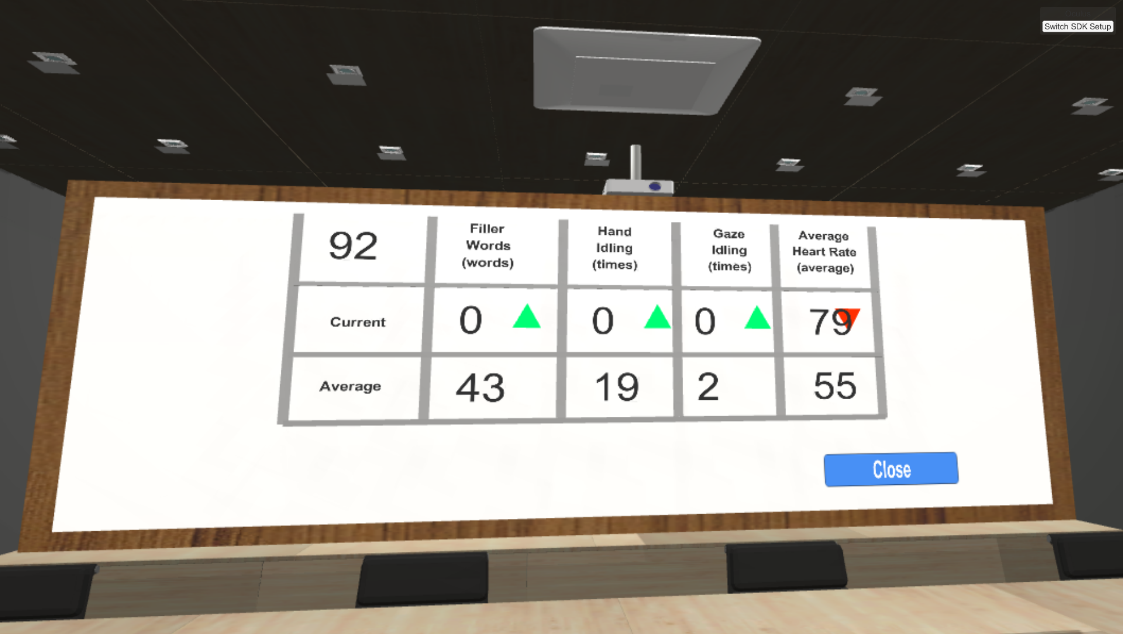 Switch SDK Setup
92
Filler
Words
(words)
Hand
Idling
(times)
Gaze
Idling
(times)
Average
Heart Rate
(average)
Current
0
0
0
79
Average
43
19
2
55
Close